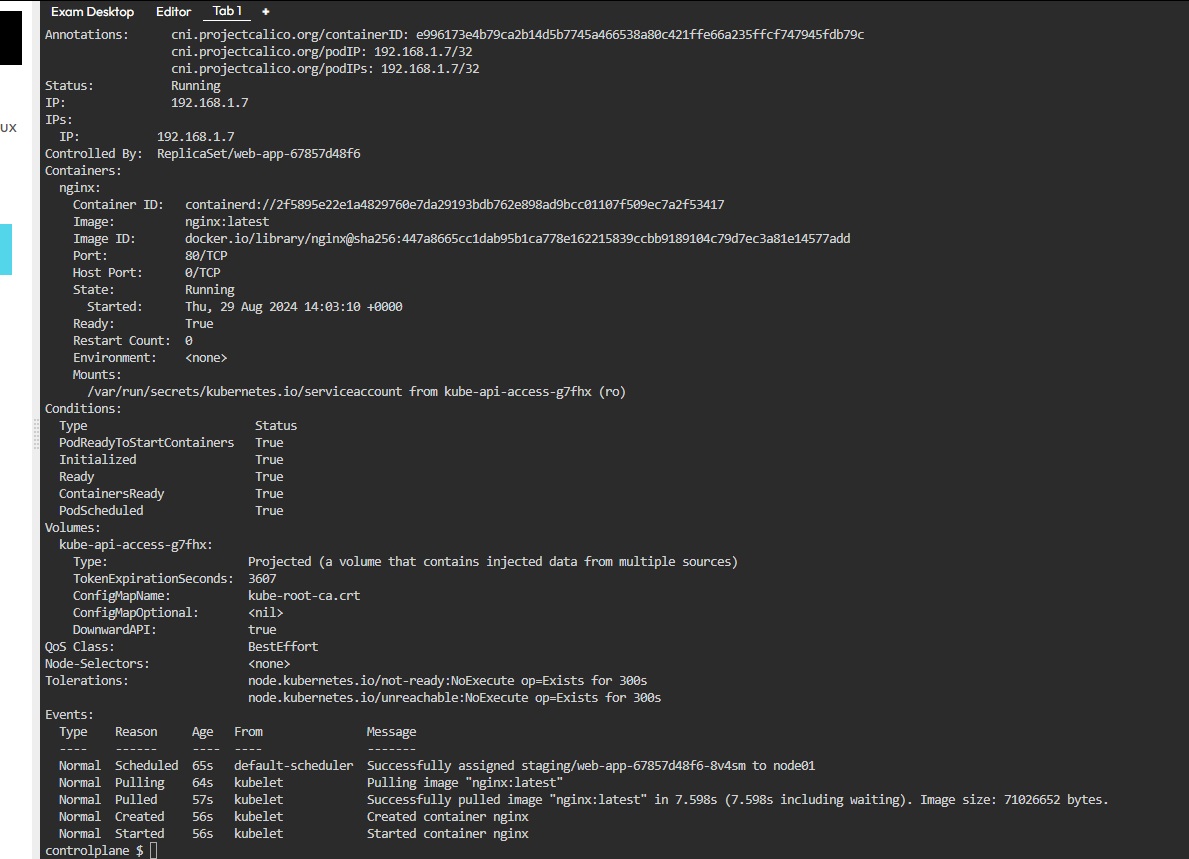 Exam Desktop Editor Tab 1 +
Annotations: cni.projectcalico.org/containerID: e996173e4b79ca2b14d5b7745a466538a80c421ffe66a235ffcf747945fdb79c
cni.projectcalico.org/podIP: 192.168.1.7/32
cni.projectcalico.org/podIPs: 192.168.1.7/32
Status: Running
IP: 192.168.1.7
IPs:
UX
IP: 192.168.1.7
Controlled By: ReplicaSet/web-app-67857d48f6
Containers:
nginx:
Container ID: containerd://2f5895e22e1a4829760e7da29193bdb762e898ad9bcc01107f509ec7a2f53417
Image: nginx:latest
Image ID: docker.io/library/nginx@sha256:447a8665cc1dab95b1ca778e162215839ccbb9189104c79d7ec3a81e14577add
Port: 80/TCP
Host Port: 0/TCP
State: Running
Started: Thu, 29 Aug 2024 14:03:10 +0000
Ready: True
Restart Count: 0
Environment: <none>
Mounts:
/var/run/secrets/kubernetes.io/serviceaccount from kube-api-access-g7fhx (ro)
Conditions:
Type Status
PodReadyToStartContainers True
Initialized True
Ready True
ContainersReady True
PodScheduled True
Volumes:
kube-api-access-g7fhx:
Type: Projected (a volume that contains injected data from multiple sources)
TokenExpirationSeconds: 3607
ConfigMapName: kube-root-ca.crt
ConfigMapOptional: <nil>
DownwardAPI: true
QoS Class: BestEffort
Node-Selectors: <none>
Tolerations: node.kubernetes.io/not-ready:NoExecute op=Exists for 300s
node.kubernetes.io/unreachable:NoExecute op=Exists for 300s
Events:
Type Reason Age From Message
---- ------ ---- ---- -------
Normal Scheduled 65s default-scheduler Successfully assigned staging/web-app-67857d48f6-8v4sm to node01
Normal Pulling 64s kubelet Pulling image "nginx:latest"
Normal Pulled 57s kubelet Successfully pulled image "nginx:latest" in 7.598s (7.598s including waiting). Image size: 71026652 bytes.
Normal Created 56s kubelet Created container nginx
Normal Started 56s kubelet Started container nginx
controlplane $